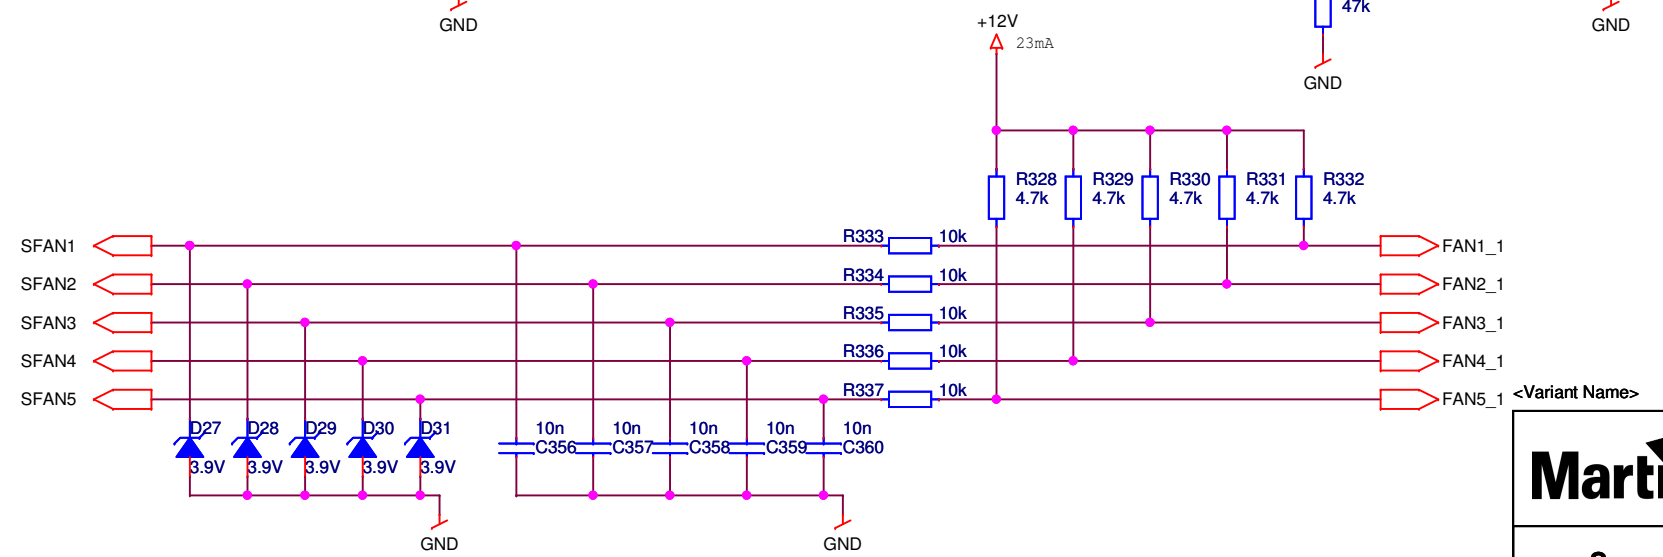 47k
GND
GND
+12V
23mA
GND
R328
4.7k
R329
4.7k
R330
4.7k
R331
4.7k
R332
4.7k
SFAN1
R333
10k
FAN1_1
SFAN2
R334
10k
FAN2_1
SFAN3
R335
10k
FAN3_1
SFAN4
R336
10k
FAN4_1
SFAN5
R337
10k
FAN5_1
<Variant Name>
D27
3.9V
D28
3.9V
D29
3.9V
D30
3.9V
D31
3.9V
10n
C356
10n
C357
10n
C358
10n
C359
10n
C360
Marti
GND
GND